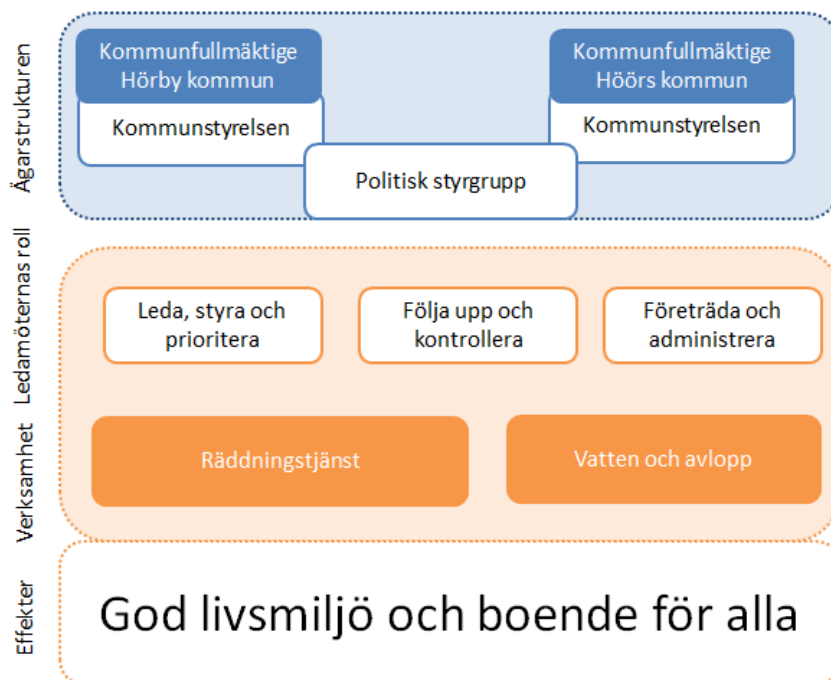 Ägarstrukturen
Kommunfullmäktige
Hörby kommun
Kommunstyrelsen
Kommunfullmäktige
Höörs kommun
Kommunstyrelsen
Politisk styrgrupp
Ledamöternas roll
Leda, styra och
prioritera
Följa upp och
kontrollera
Företräda och
administrera
Verksamhet
Räddningstjänst
Vatten och avlopp
Effekter
God livsmiljö och boende för alla